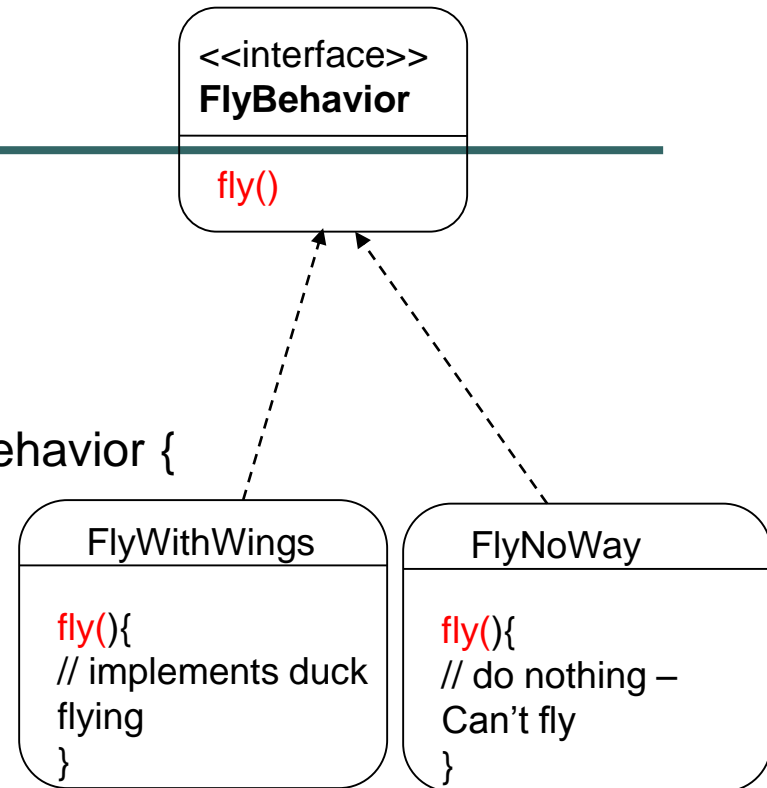 <<interface>>
FlyBehavior
fly()
ehavior {
FlyWithWings
fly(){
// implements duck
flying
}
FlyNoWay
fly(){
// do nothing –
Can't fly
}